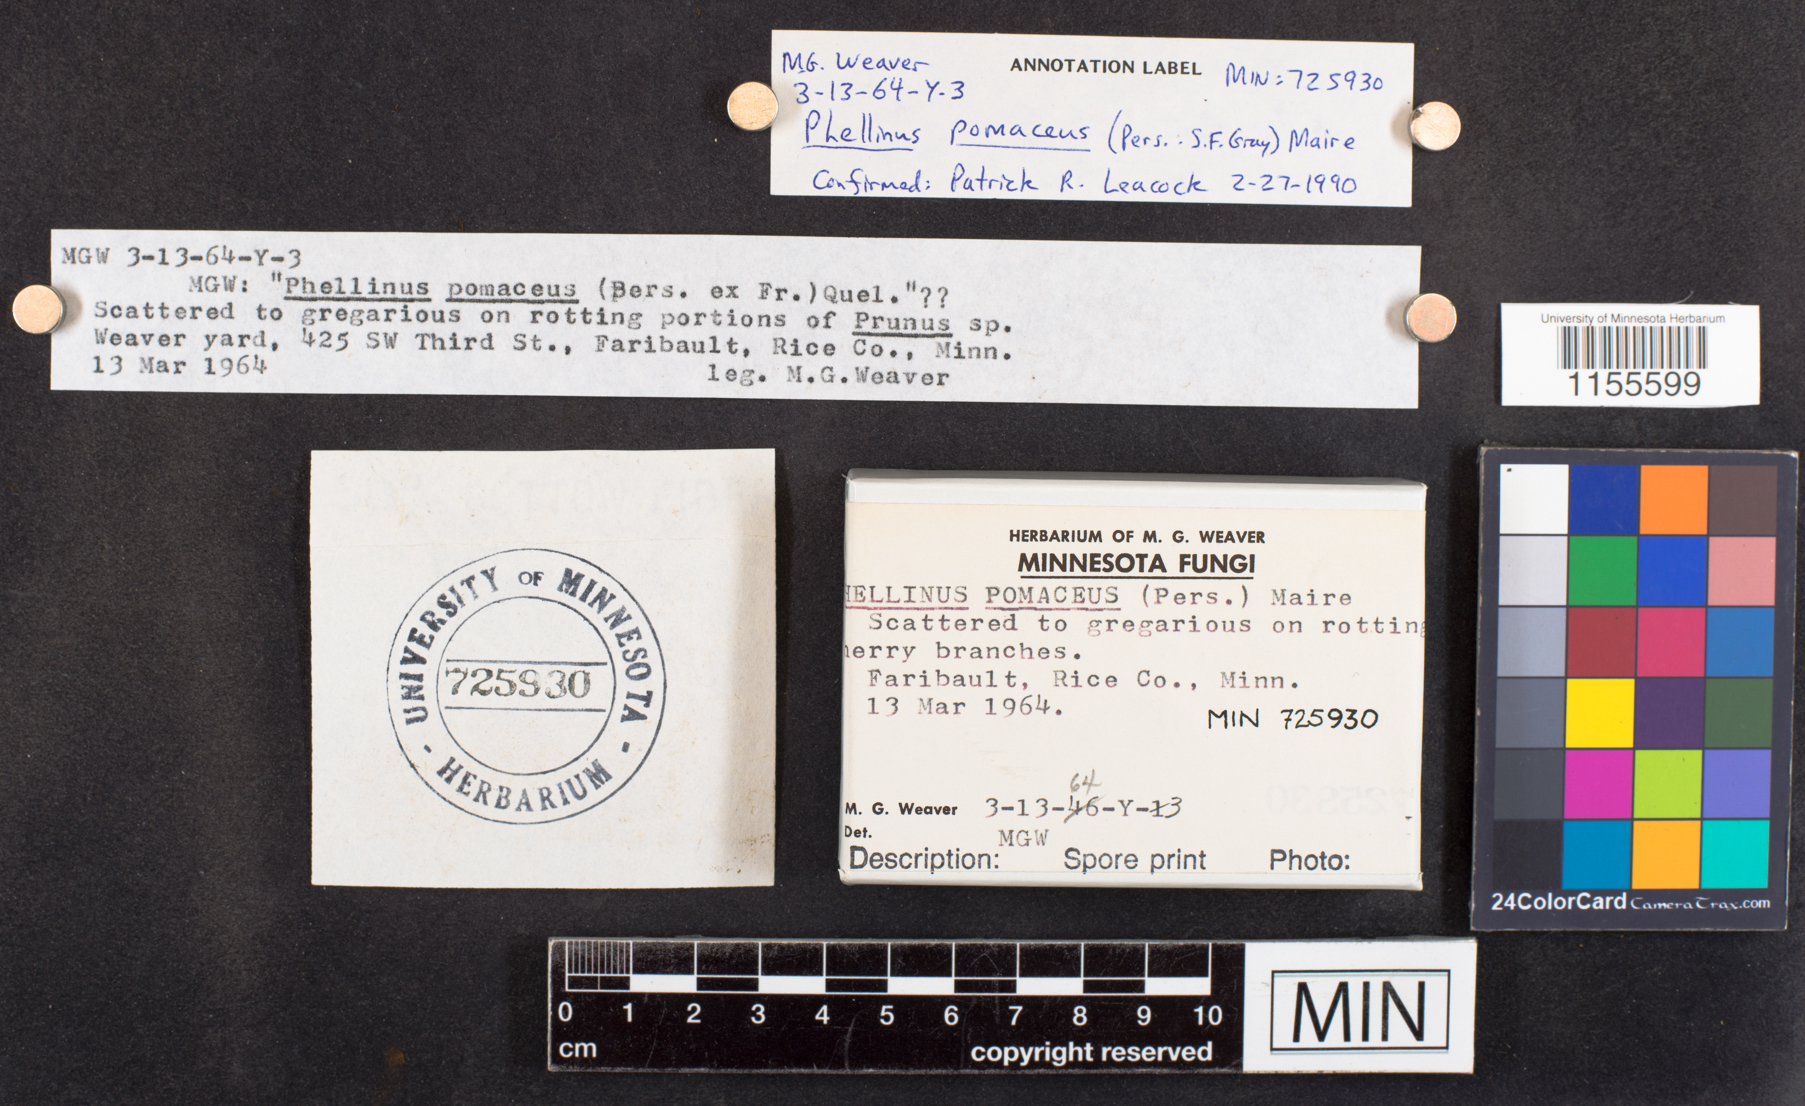 M.G. Weaver
ANNOTATION LABEL
MIN: 725930
3-13-64-Y-3
Phellinus pomaceus (Pers. : S.F. Gray) Maire
Confirmed: Patrick R. Leacock 2-27-1990
MGW 3-13-64-Y-3
MGW: "Phellinus pomaceus (Pers. ex Fr.)Quel."??
Scattered to gregarious on rotting portions of Prunus sp.
Weaver yard, 425 SW Third St., Faribault, Rice Co., Minn.
13 Mar 1964 leg. M.G.Weaver
University of Minnesota Herbarium
1155599
UNIVERSITY OF MINNESOTA
725930
- HERBARIUM -
HERBARIUM OF M. G. WEAVER
MINNESOTA FUNGI
HELLINUS POMACEUS (Pers.) Maire
Scattered to gregarious on rotting
herry branches.
Faribault, Rice Co., Minn.
13 Mar 1964.
MIN 725930
64
M. G. Weaver 3-13-46-Y-13
Det. MGW
Description: Spore print Photo:
24ColorCard CameraTrax.com
0 1 2 3 4 5 6 7 8 9 10
cm copyright reserved
MIN